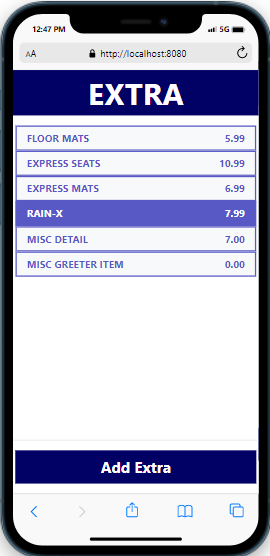 12:47 PM
5G
AA
http://localhost:8080
EXTRA
FLOOR MATS 5.99
EXPRESS SEATS 10.99
EXPRESS MATS 6.99
RAIN-X 7.99
MISC DETAIL 7.00
MISC GREETER ITEM 0.00
Add Extra